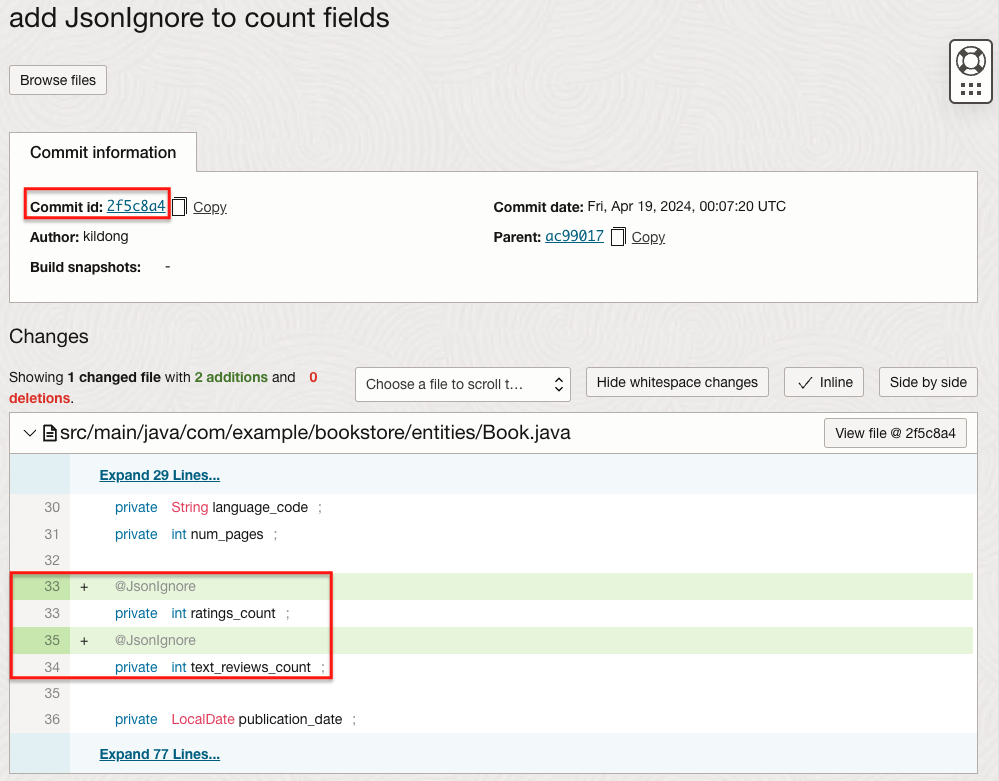 add JsonIgnore to count fields
Browse files
Commit information
Commit id: 2f5c8a4 Copy
Commit date: Fri, Apr 19, 2024, 00:07:20 UTC
Author: kildong
Parent: ac99017 Copy
Build snapshots: -
Changes
Showing 1 changed file with 2 additions and 0
deletions.
Choose a file to scroll t...
Hide whitespace changes
Inline
Side by side
src/main/java/com/example/bookstore/entities/Book.java
View file @ 2f5c8a4
Expand 29 Lines...
30 private String language_code ;
31 private int num_pages ;
32
33 + @JsonIgnore
33 private int ratings_count ;
35 + @JsonIgnore
34 private int text_reviews_count ;
35
36 private LocalDate publication_date ;
Expand 77 Lines...